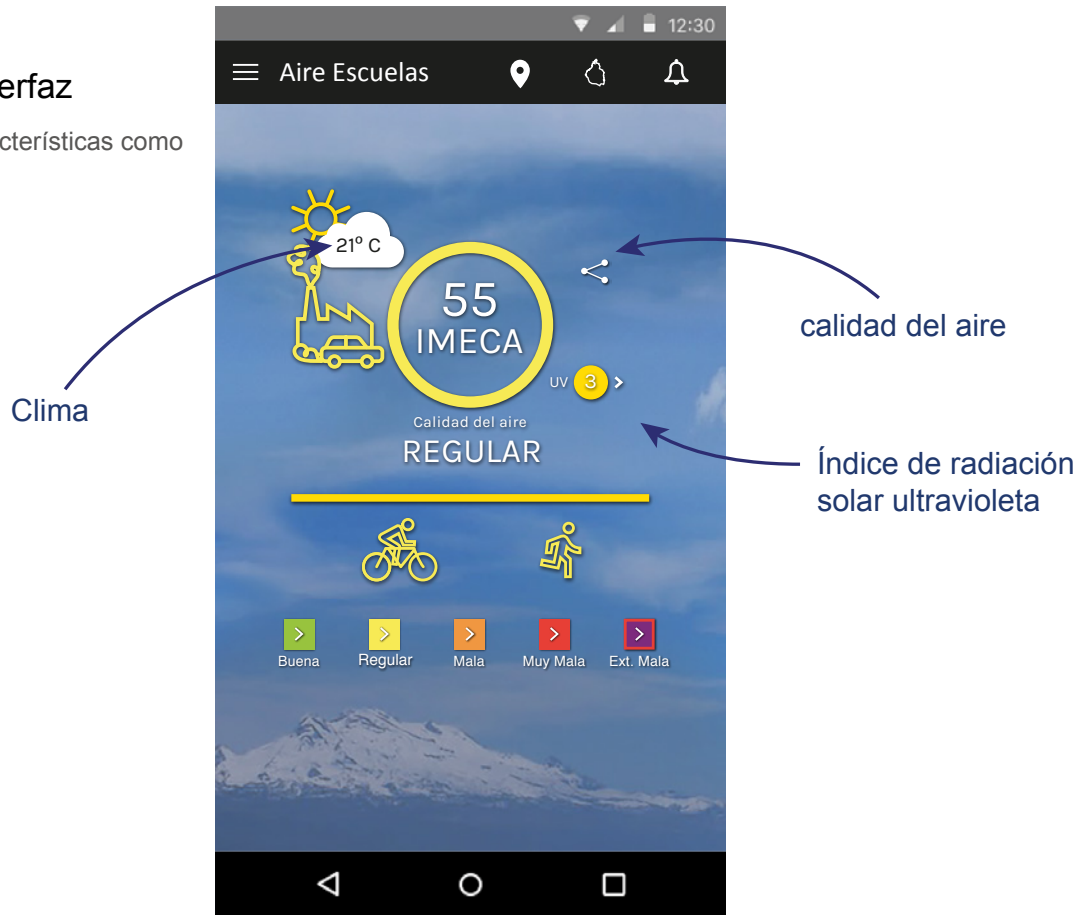 12:30
Aire Escuelas
erfaz
cterísticas como
21º C
55
IMECA
calidad del aire
UV 3
Clima
Calidad del aire
REGULAR
Índice de radiación
solar ultravioleta
Buena Regular Mala Muy Mala Ext. Mala